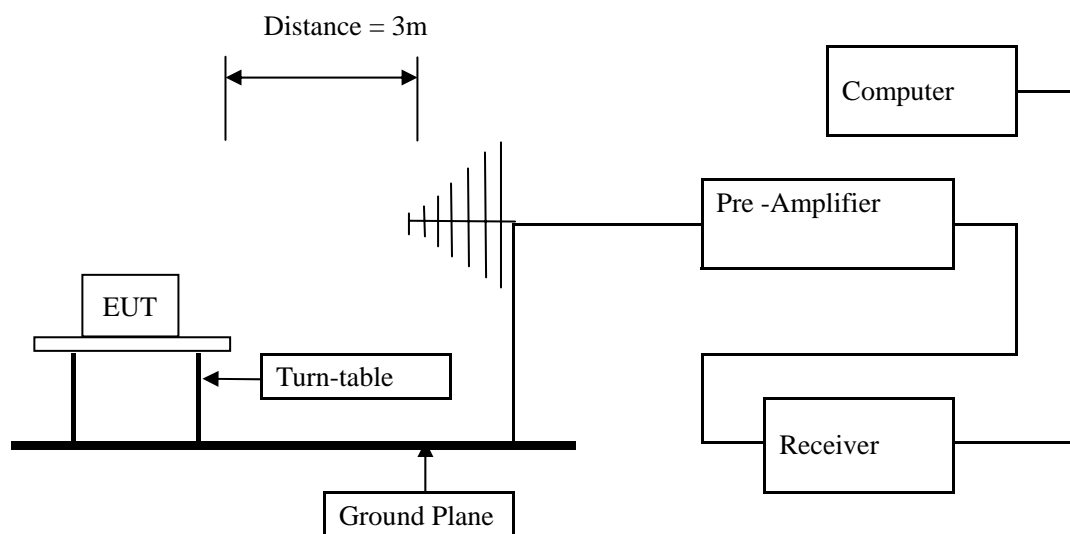 Distance = 3m
Computer
Pre -Amplifier
EUT
Turn-table
Receiver
Ground Plane